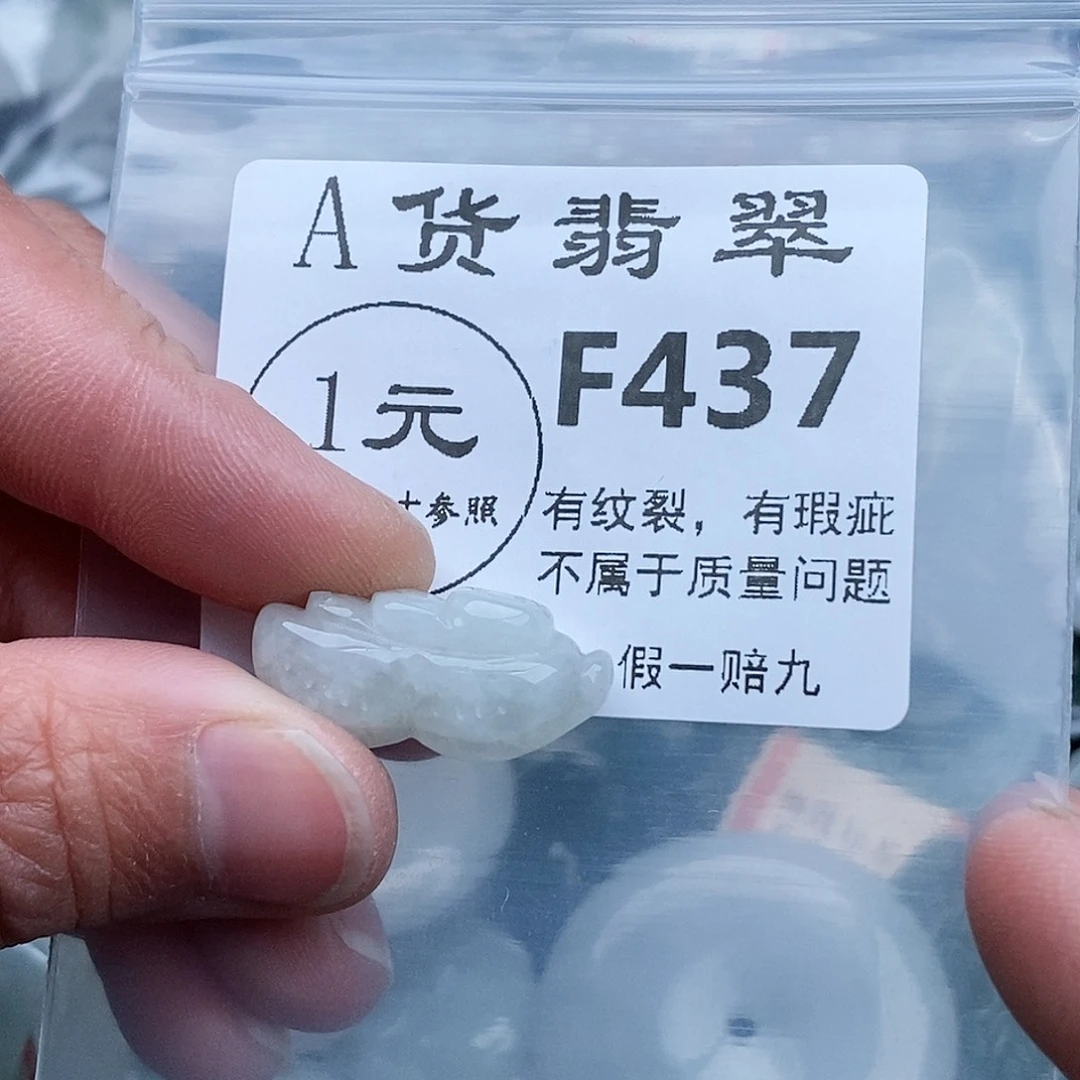 A货翡翠
1元
F437
参照
有纹裂，有瑕疵
不属于质量问题
假一赔九